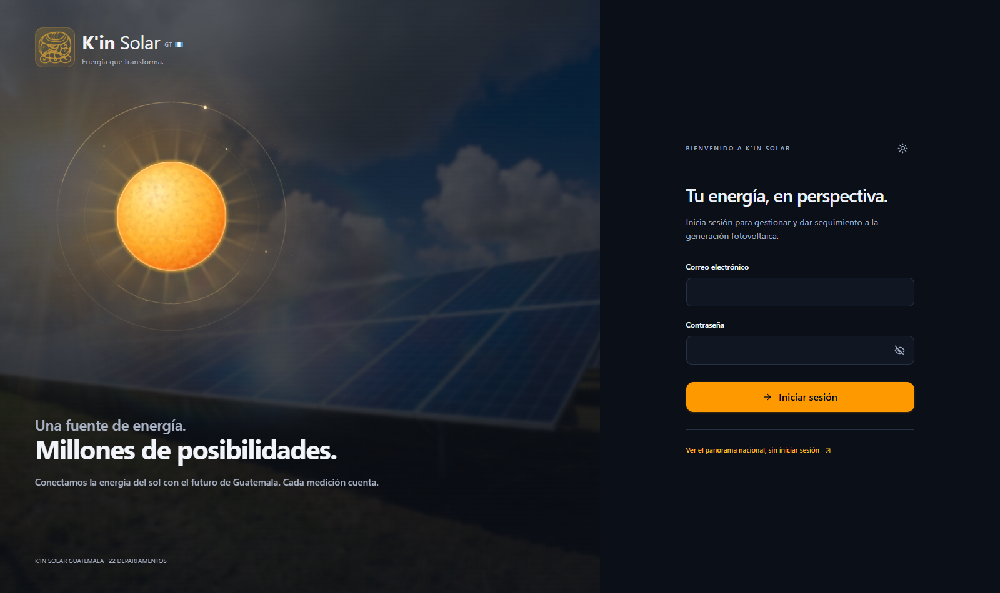 K'in Solar GT
Energía que transforma.
Una fuente de energía.
Millones de posibilidades.
Conectamos la energía del sol con el futuro de Guatemala. Cada medición cuenta.
K'IN SOLAR GUATEMALA · 22 DEPARTAMENTOS
BIENVENIDO A K'IN SOLAR
Tu energía, en perspectiva.
Inicia sesión para gestionar y dar seguimiento a la
generación fotovoltaica.
Correo electrónico
Contraseña
Iniciar sesión
Ver el panorama nacional, sin iniciar sesión